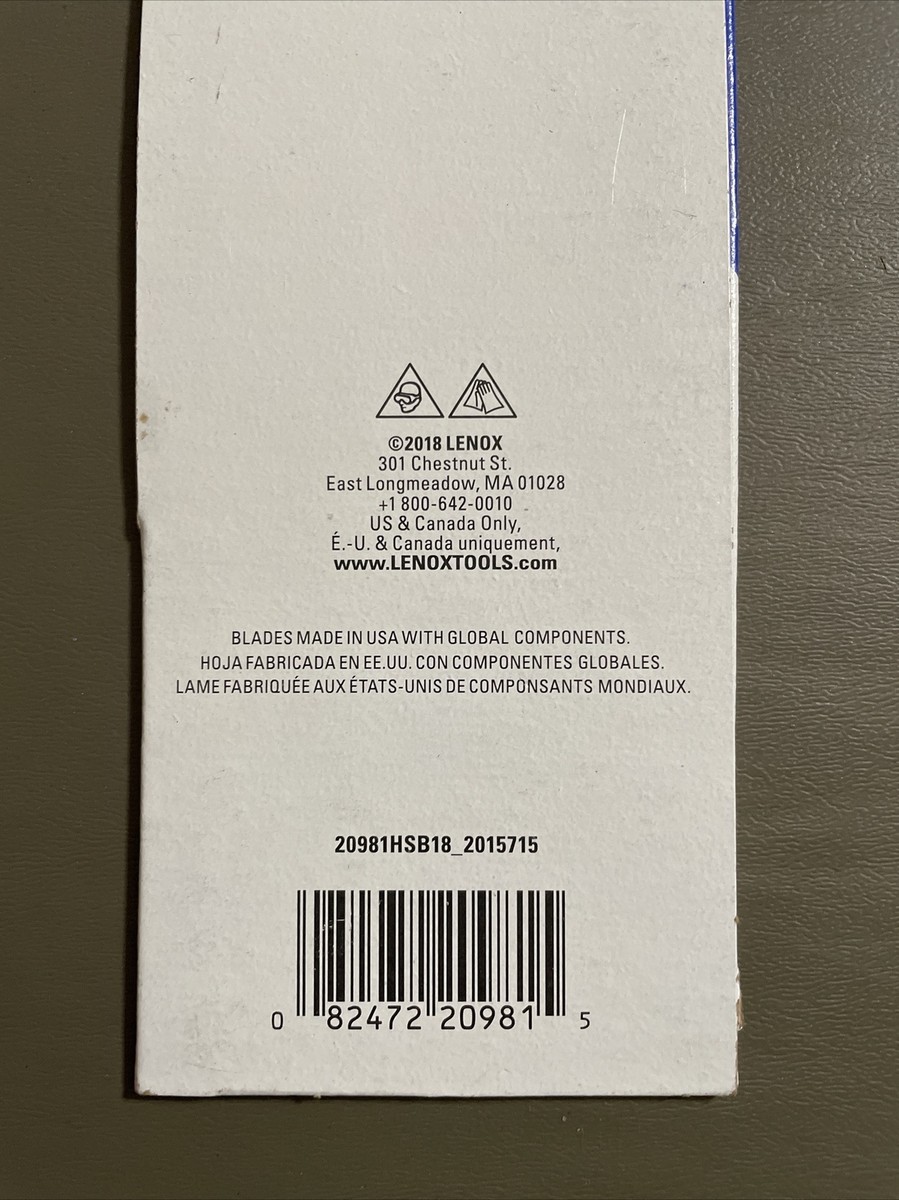 ©2018 LENOX
301 Chestnut St.
East Longmeadow, MA 01028
+1 800-642-0010
US & Canada Only,
É.-U. & Canada uniquement,
www.LENOXTOOLS.com
BLADES MADE IN USA WITH GLOBAL COMPONENTS.
HOJA FABRICADA EN EE.UU. CON COMPONENTES GLOBALES.
LAME FABRIQUÉE AUX ÉTATS-UNIS DE COMPONSANTS MONDIAUX.
20981HSB18_2015715
0 82472 20981 5